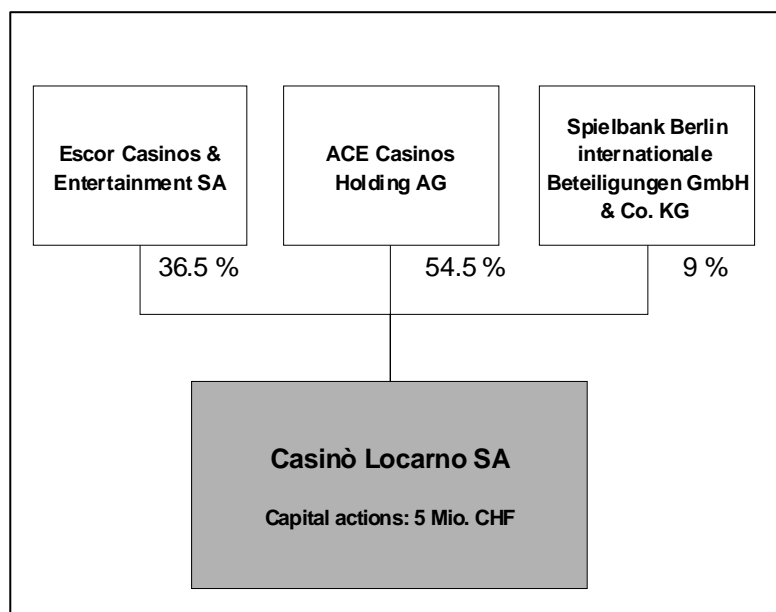 Escor Casinos &
Entertainment SA
ACE Casinos
Holding AG
Spielbank Berlin
internationale
Beteiligungen GmbH
& Co. KG
36.5 %
54.5 %
9 %
Casinò Locarno SA
Capital actions: 5 Mio. CHF